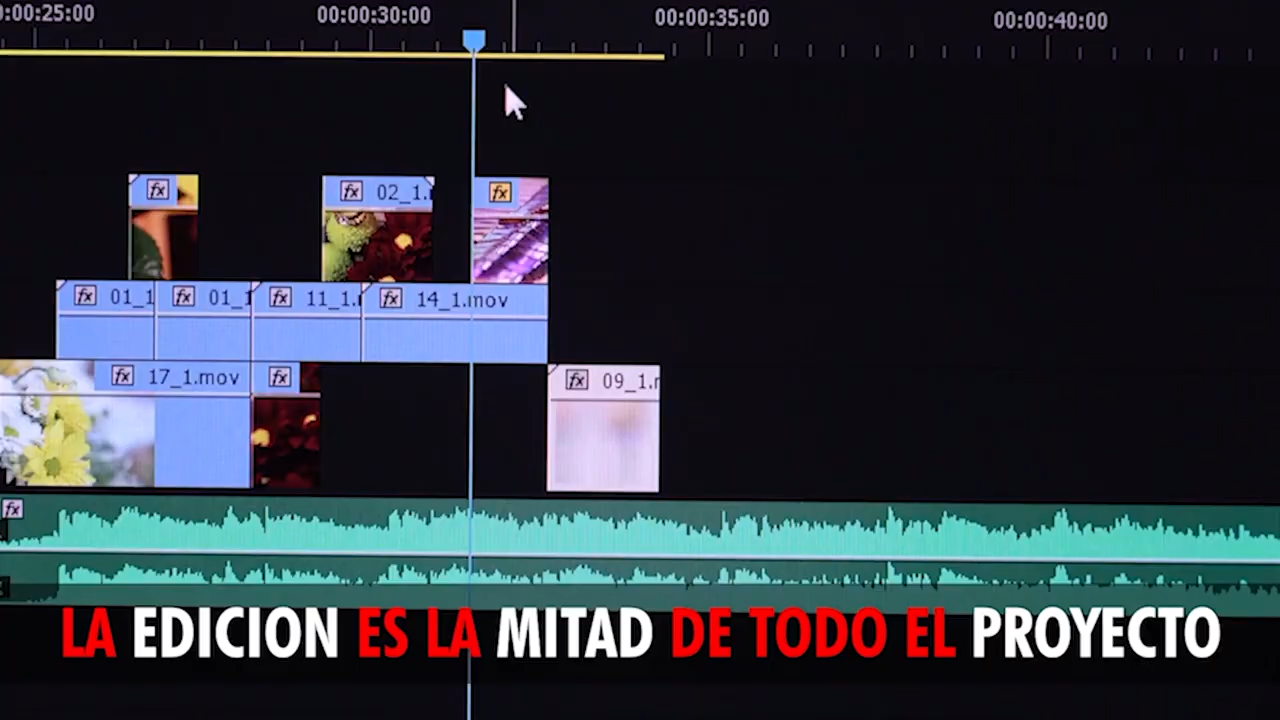 0:00:25:00
00:00:30:00
00:00:35:00
00:00:40:00
fx
fx 02_1.
fx
fx 01_1
fx 01_1
fx 11_1.
fx 14_1.mov
fx 17_1.mov
fx
fx 09_1.
fx
LA EDICION ES LA MITAD DE TODO EL PROYECTO